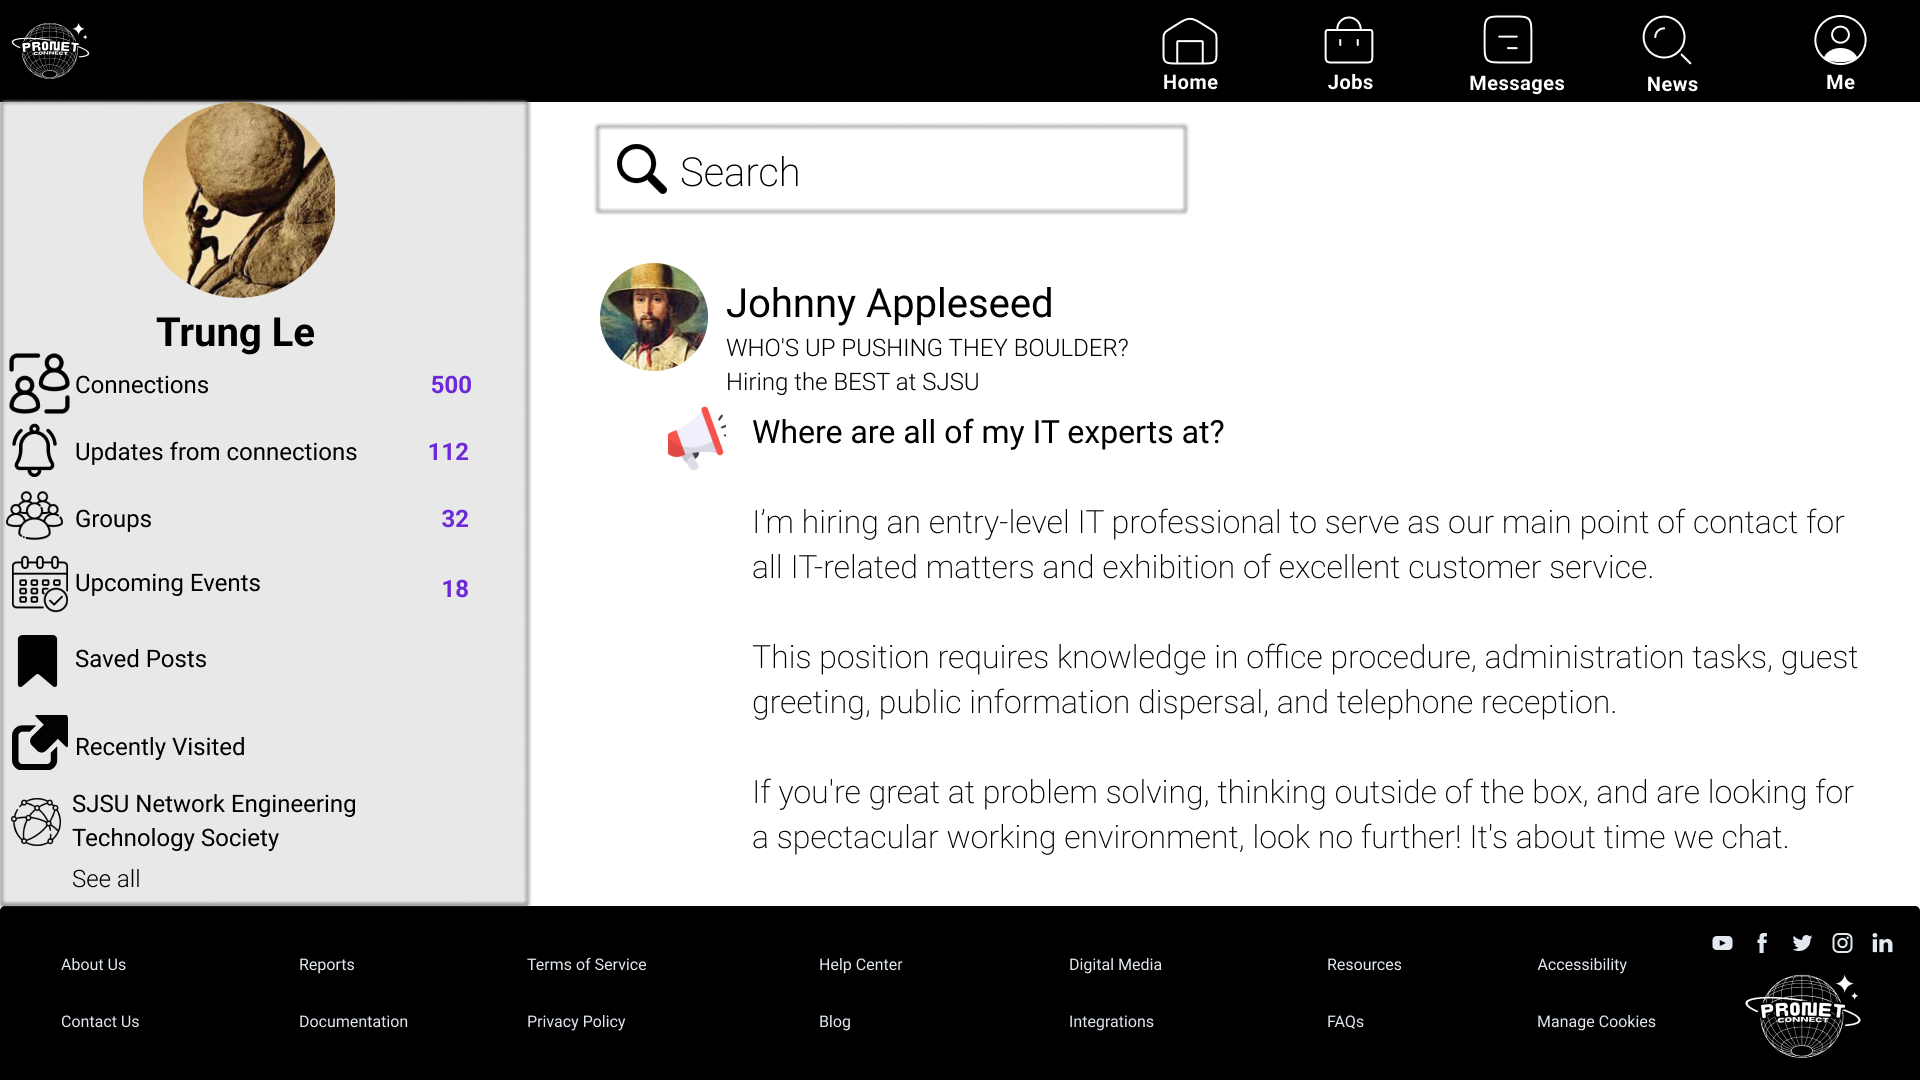 PRONET
CONNECT
Home
Jobs
Messages
News
Me
Trung Le
Connections 500
Updates from connections 112
Groups 32
Upcoming Events 18
Saved Posts
Recently Visited
SJSU Network Engineering
Technology Society
See all
Search
Johnny Appleseed
WHO'S UP PUSHING THEY BOULDER?
Hiring the BEST at SJSU
Where are all of my IT experts at?
I’m hiring an entry-level IT professional to serve as our main point of contact for
all IT-related matters and exhibition of excellent customer service.
This position requires knowledge in office procedure, administration tasks, guest
greeting, public information dispersal, and telephone reception.
If you're great at problem solving, thinking outside of the box, and are looking for
a spectacular working environment, look no further! It's about time we chat.
About Us
Reports
Terms of Service
Help Center
Digital Media
Resources
Accessibility
Contact Us
Documentation
Privacy Policy
Blog
Integrations
FAQs
Manage Cookies
PRONET
CONNECT